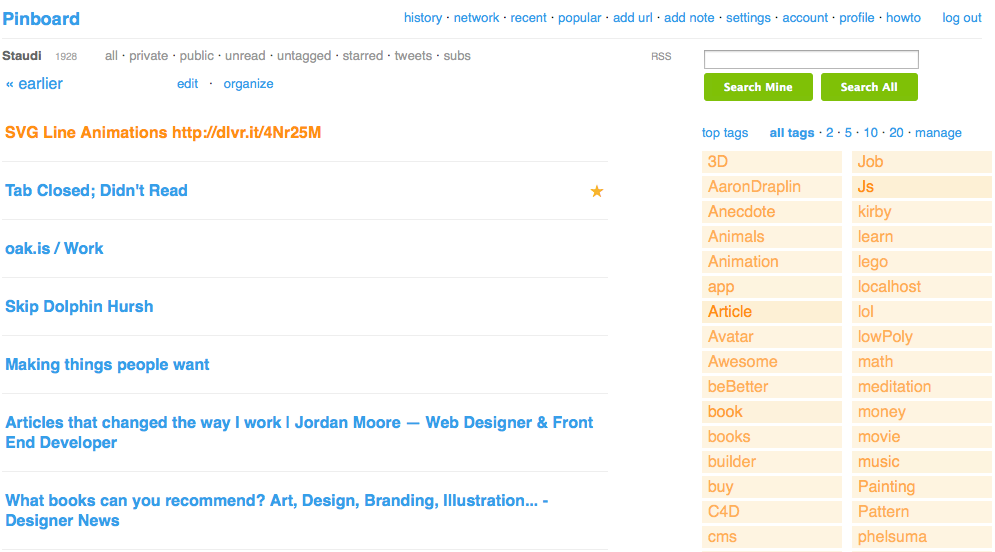 Pinboard
history · network · recent · popular · add url · add note · settings · account · profile · howto log out
Staudi 1928 all · private · public · unread · untagged · starred · tweets · subs RSS
« earlier edit · organize
Search Mine Search All
SVG Line Animations http://dlvr.it/4Nr25M
Tab Closed; Didn't Read
oak.is / Work
Skip Dolphin Hursh
Making things people want
Articles that changed the way I work | Jordan Moore — Web Designer & Front
End Developer
What books can you recommend? Art, Design, Branding, Illustration... -
Designer News
top tags all tags · 2 · 5 · 10 · 20 · manage
3D Job
AaronDraplin Js
Anecdote kirby
Animals learn
Animation lego
app localhost
Article lol
Avatar lowPoly
Awesome math
beBetter meditation
book money
books movie
builder music
buy Painting
C4D Pattern
cms phelsuma